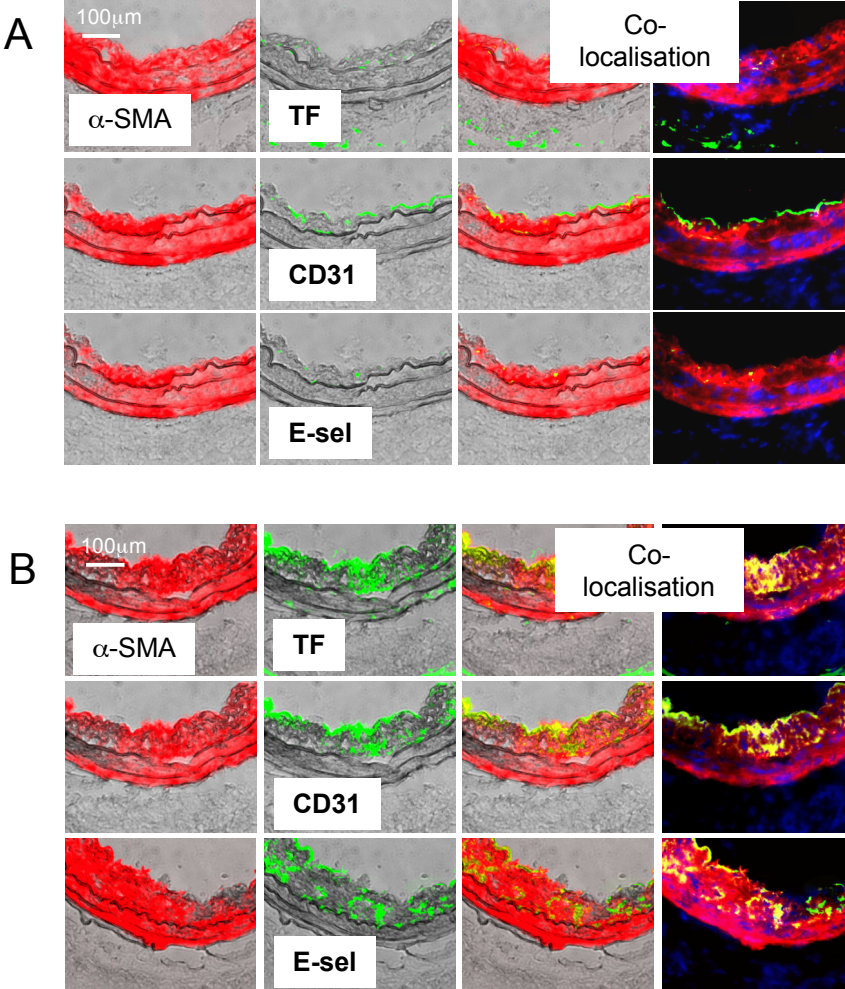 A
100μm
Co-
localisation
α-SMA
TF
CD31
E-sel
B
100μm
Co-
localisation
α-SMA
TF
CD31
E-sel